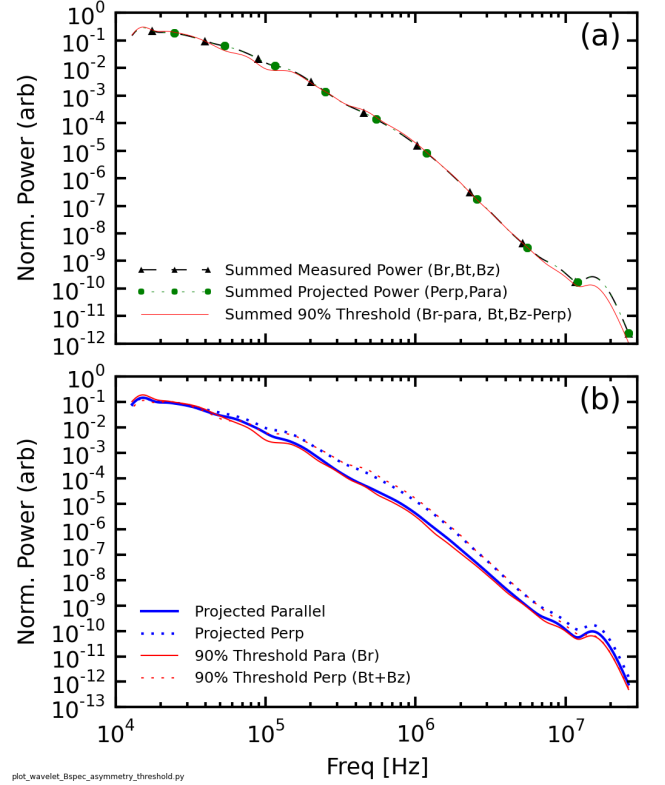 (a)
Norm. Power (arb)
10^0
10^-1
10^-2
10^-3
10^-4
10^-5
10^-6
10^-7
10^-8
10^-9
10^-10
10^-11
10^-12
Summed Measured Power (Br,Bt,Bz)
Summed Projected Power (Perp,Para)
Summed 90% Threshold (Br-para, Bt,Bz-Perp)
(b)
Norm. Power (arb)
10^0
10^-1
10^-2
10^-3
10^-4
10^-5
10^-6
10^-7
10^-8
10^-9
10^-10
10^-11
10^-12
10^-13
Projected Parallel
Projected Perp
90% Threshold Para (Br)
90% Threshold Perp (Bt+Bz)
10^4 10^5 10^6 10^7
Freq [Hz]
plot_wavelet_Bspec_asymmetry_threshold.py